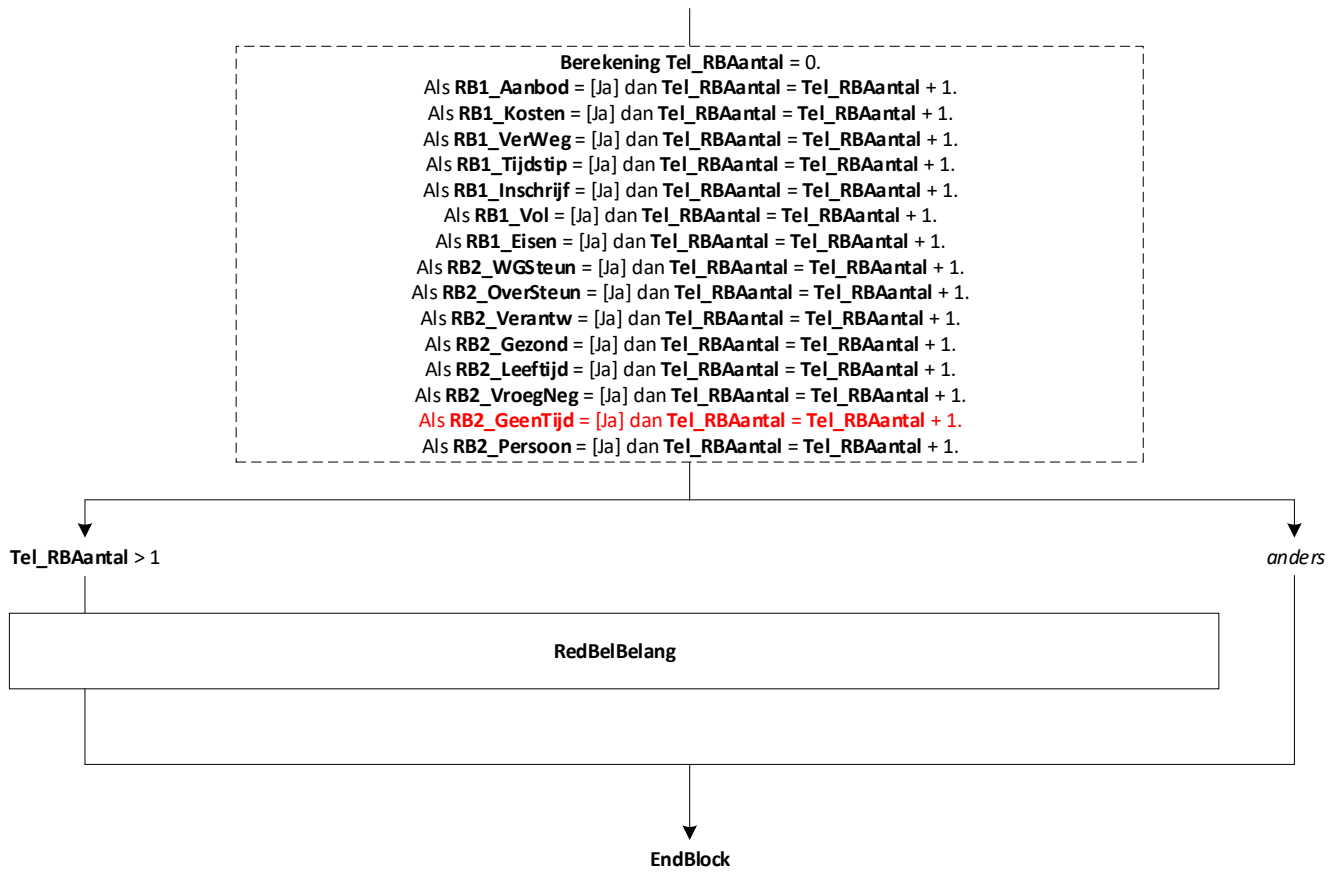 Berekening Tel_RBAantal = 0.
Als RB1_Aanbod = [Ja] dan Tel_RBAantal = Tel_RBAantal + 1.
Als RB1_Kosten = [Ja] dan Tel_RBAantal = Tel_RBAantal + 1.
Als RB1_VerWeg = [Ja] dan Tel_RBAantal = Tel_RBAantal + 1.
Als RB1_Tijdstip = [Ja] dan Tel_RBAantal = Tel_RBAantal + 1.
Als RB1_Inschrijf = [Ja] dan Tel_RBAantal = Tel_RBAantal + 1.
Als RB1_Vol = [Ja] dan Tel_RBAantal = Tel_RBAantal + 1.
Als RB1_Eisen = [Ja] dan Tel_RBAantal = Tel_RBAantal + 1.
Als RB2_WGSteun = [Ja] dan Tel_RBAantal = Tel_RBAantal + 1.
Als RB2_OverSteun = [Ja] dan Tel_RBAantal = Tel_RBAantal + 1.
Als RB2_Verantw = [Ja] dan Tel_RBAantal = Tel_RBAantal + 1.
Als RB2_Gezond = [Ja] dan Tel_RBAantal = Tel_RBAantal + 1.
Als RB2_Leeftijd = [Ja] dan Tel_RBAantal = Tel_RBAantal + 1.
Als RB2_VroegNeg = [Ja] dan Tel_RBAantal = Tel_RBAantal + 1.
Als RB2_GeenTijd = [Ja] dan Tel_RBAantal = Tel_RBAantal + 1.
Als RB2_Persoon = [Ja] dan Tel_RBAantal = Tel_RBAantal + 1.
Tel_RBAantal > 1
anders
RedBelBelang
EndBlock